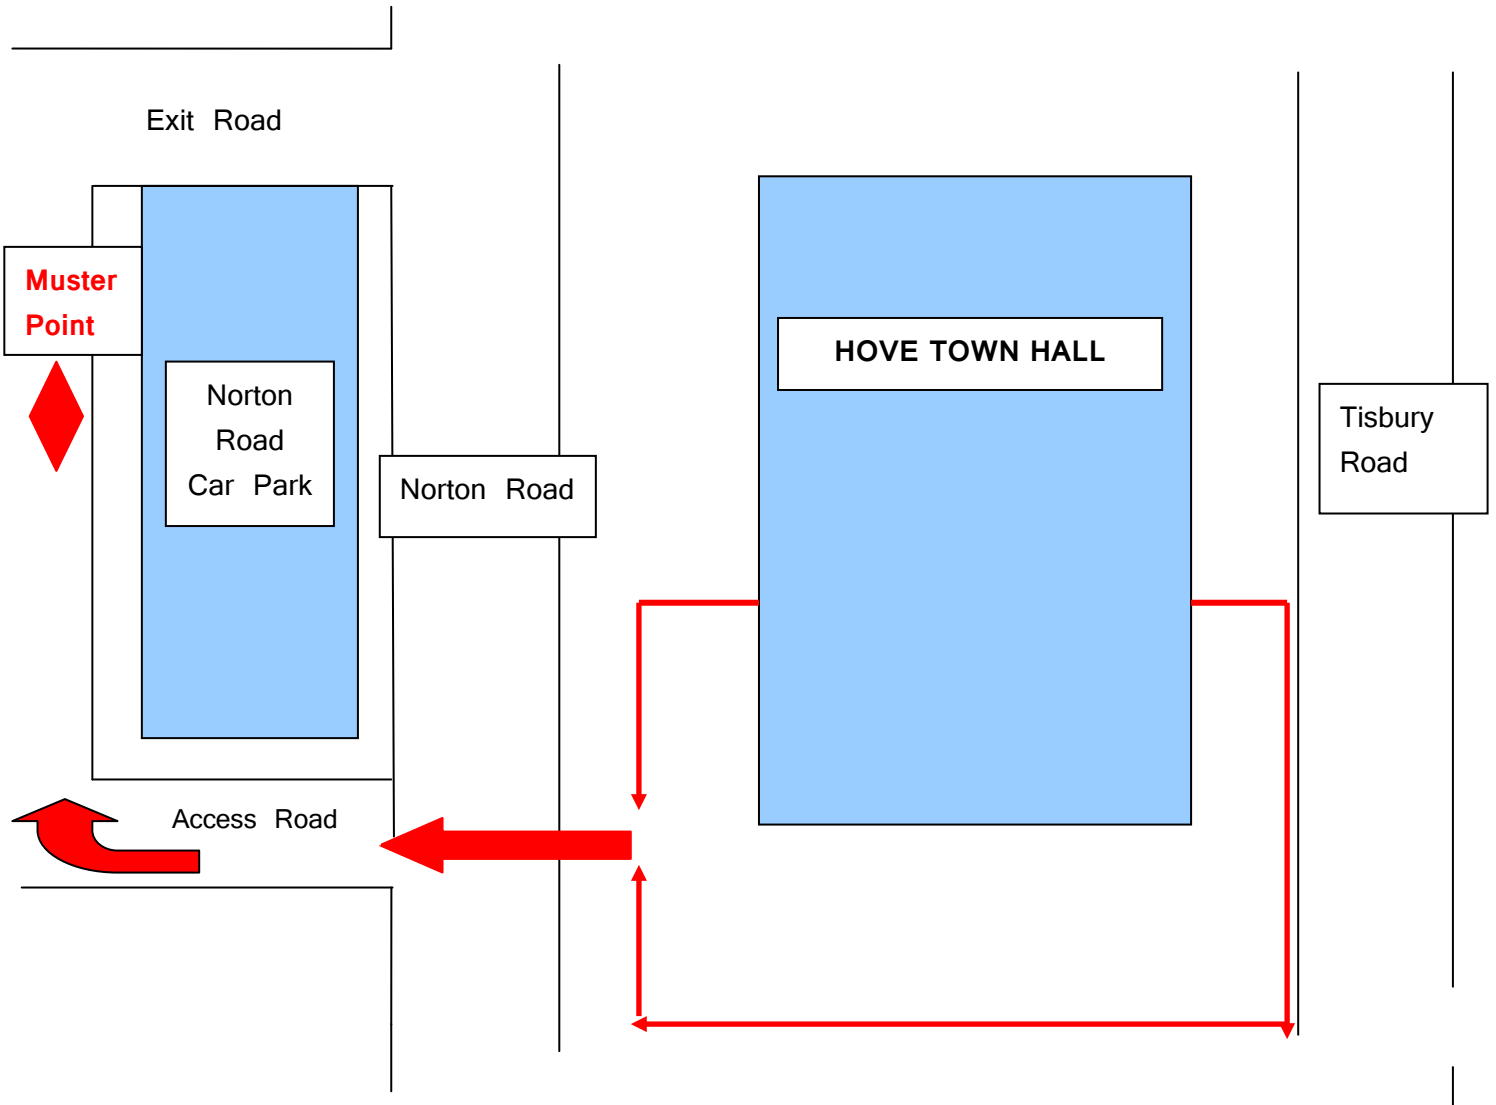 Exit Road
Muster
Point
HOVE TOWN HALL
Norton
Road
Car Park
Norton Road
Tisbury
Road
Access Road